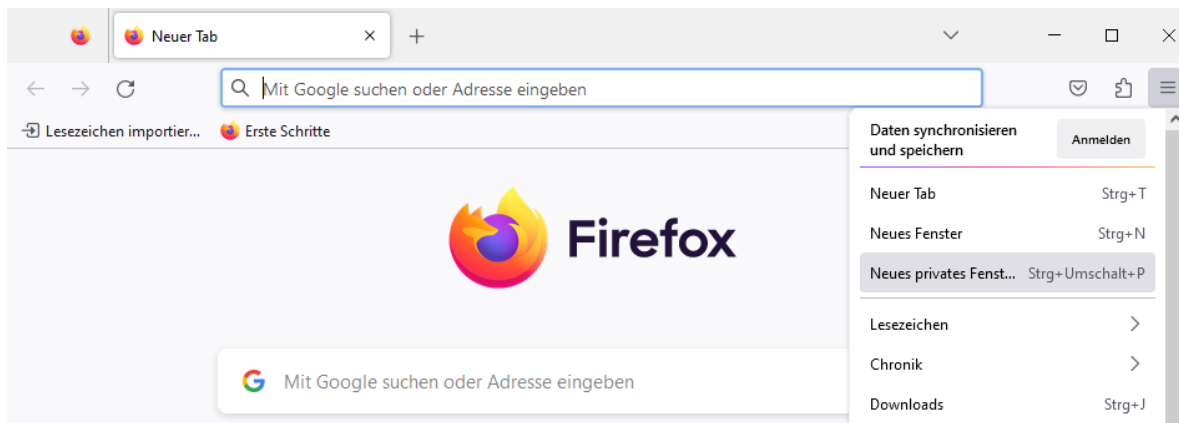 Neuer Tab
Mit Google suchen oder Adresse eingeben
Lesezeichen importier... Erste Schritte
Daten synchronisieren
und speichern
Anmelden
Neuer Tab Strg+T
Neues Fenster Strg+N
Neues privates Fenst... Strg+Umschalt+P
Lesezeichen
Chronik
Downloads Strg+J
Firefox
Mit Google suchen oder Adresse eingeben